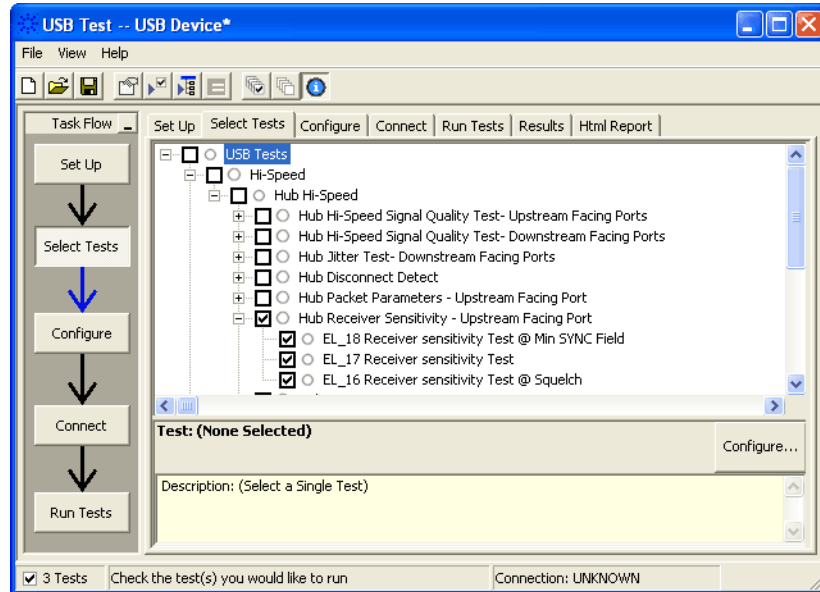 USB Test -- USB Device*
File View Help
Task Flow
Set Up
Select Tests
Configure
Connect
Run Tests
Set Up Select Tests Configure Connect Run Tests Results Html Report
USB Tests
Hi-Speed
Hub Hi-Speed
Hub Hi-Speed Signal Quality Test- Upstream Facing Ports
Hub Hi-Speed Signal Quality Test- Downstream Facing Ports
Hub Jitter Test- Downstream Facing Ports
Hub Disconnect Detect
Hub Packet Parameters - Upstream Facing Port
Hub Receiver Sensitivity - Upstream Facing Port
EL_18 Receiver sensitivity Test @ Min SYNC Field
EL_17 Receiver sensitivity Test
EL_16 Receiver sensitivity Test @ Squelch
Test: (None Selected)
Configure...
Description: (Select a Single Test)
3 Tests Check the test(s) you would like to run Connection: UNKNOWN